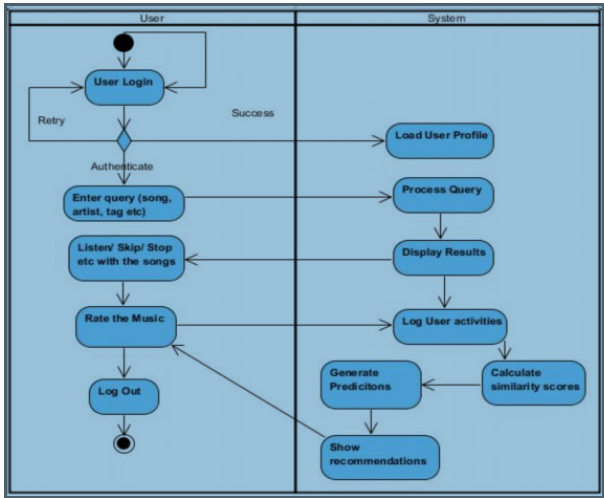 User
System
User Login
Retry
Success
Load User Profile
Authenticate
Enter query (song,
artist, tag etc)
Process Query
Listen/ Skip/ Stop
etc with the songs
Display Results
Rate the Music
Log User activities
Generate
Predicitons
Calculate
similarity scores
Log Out
Show
recommendations